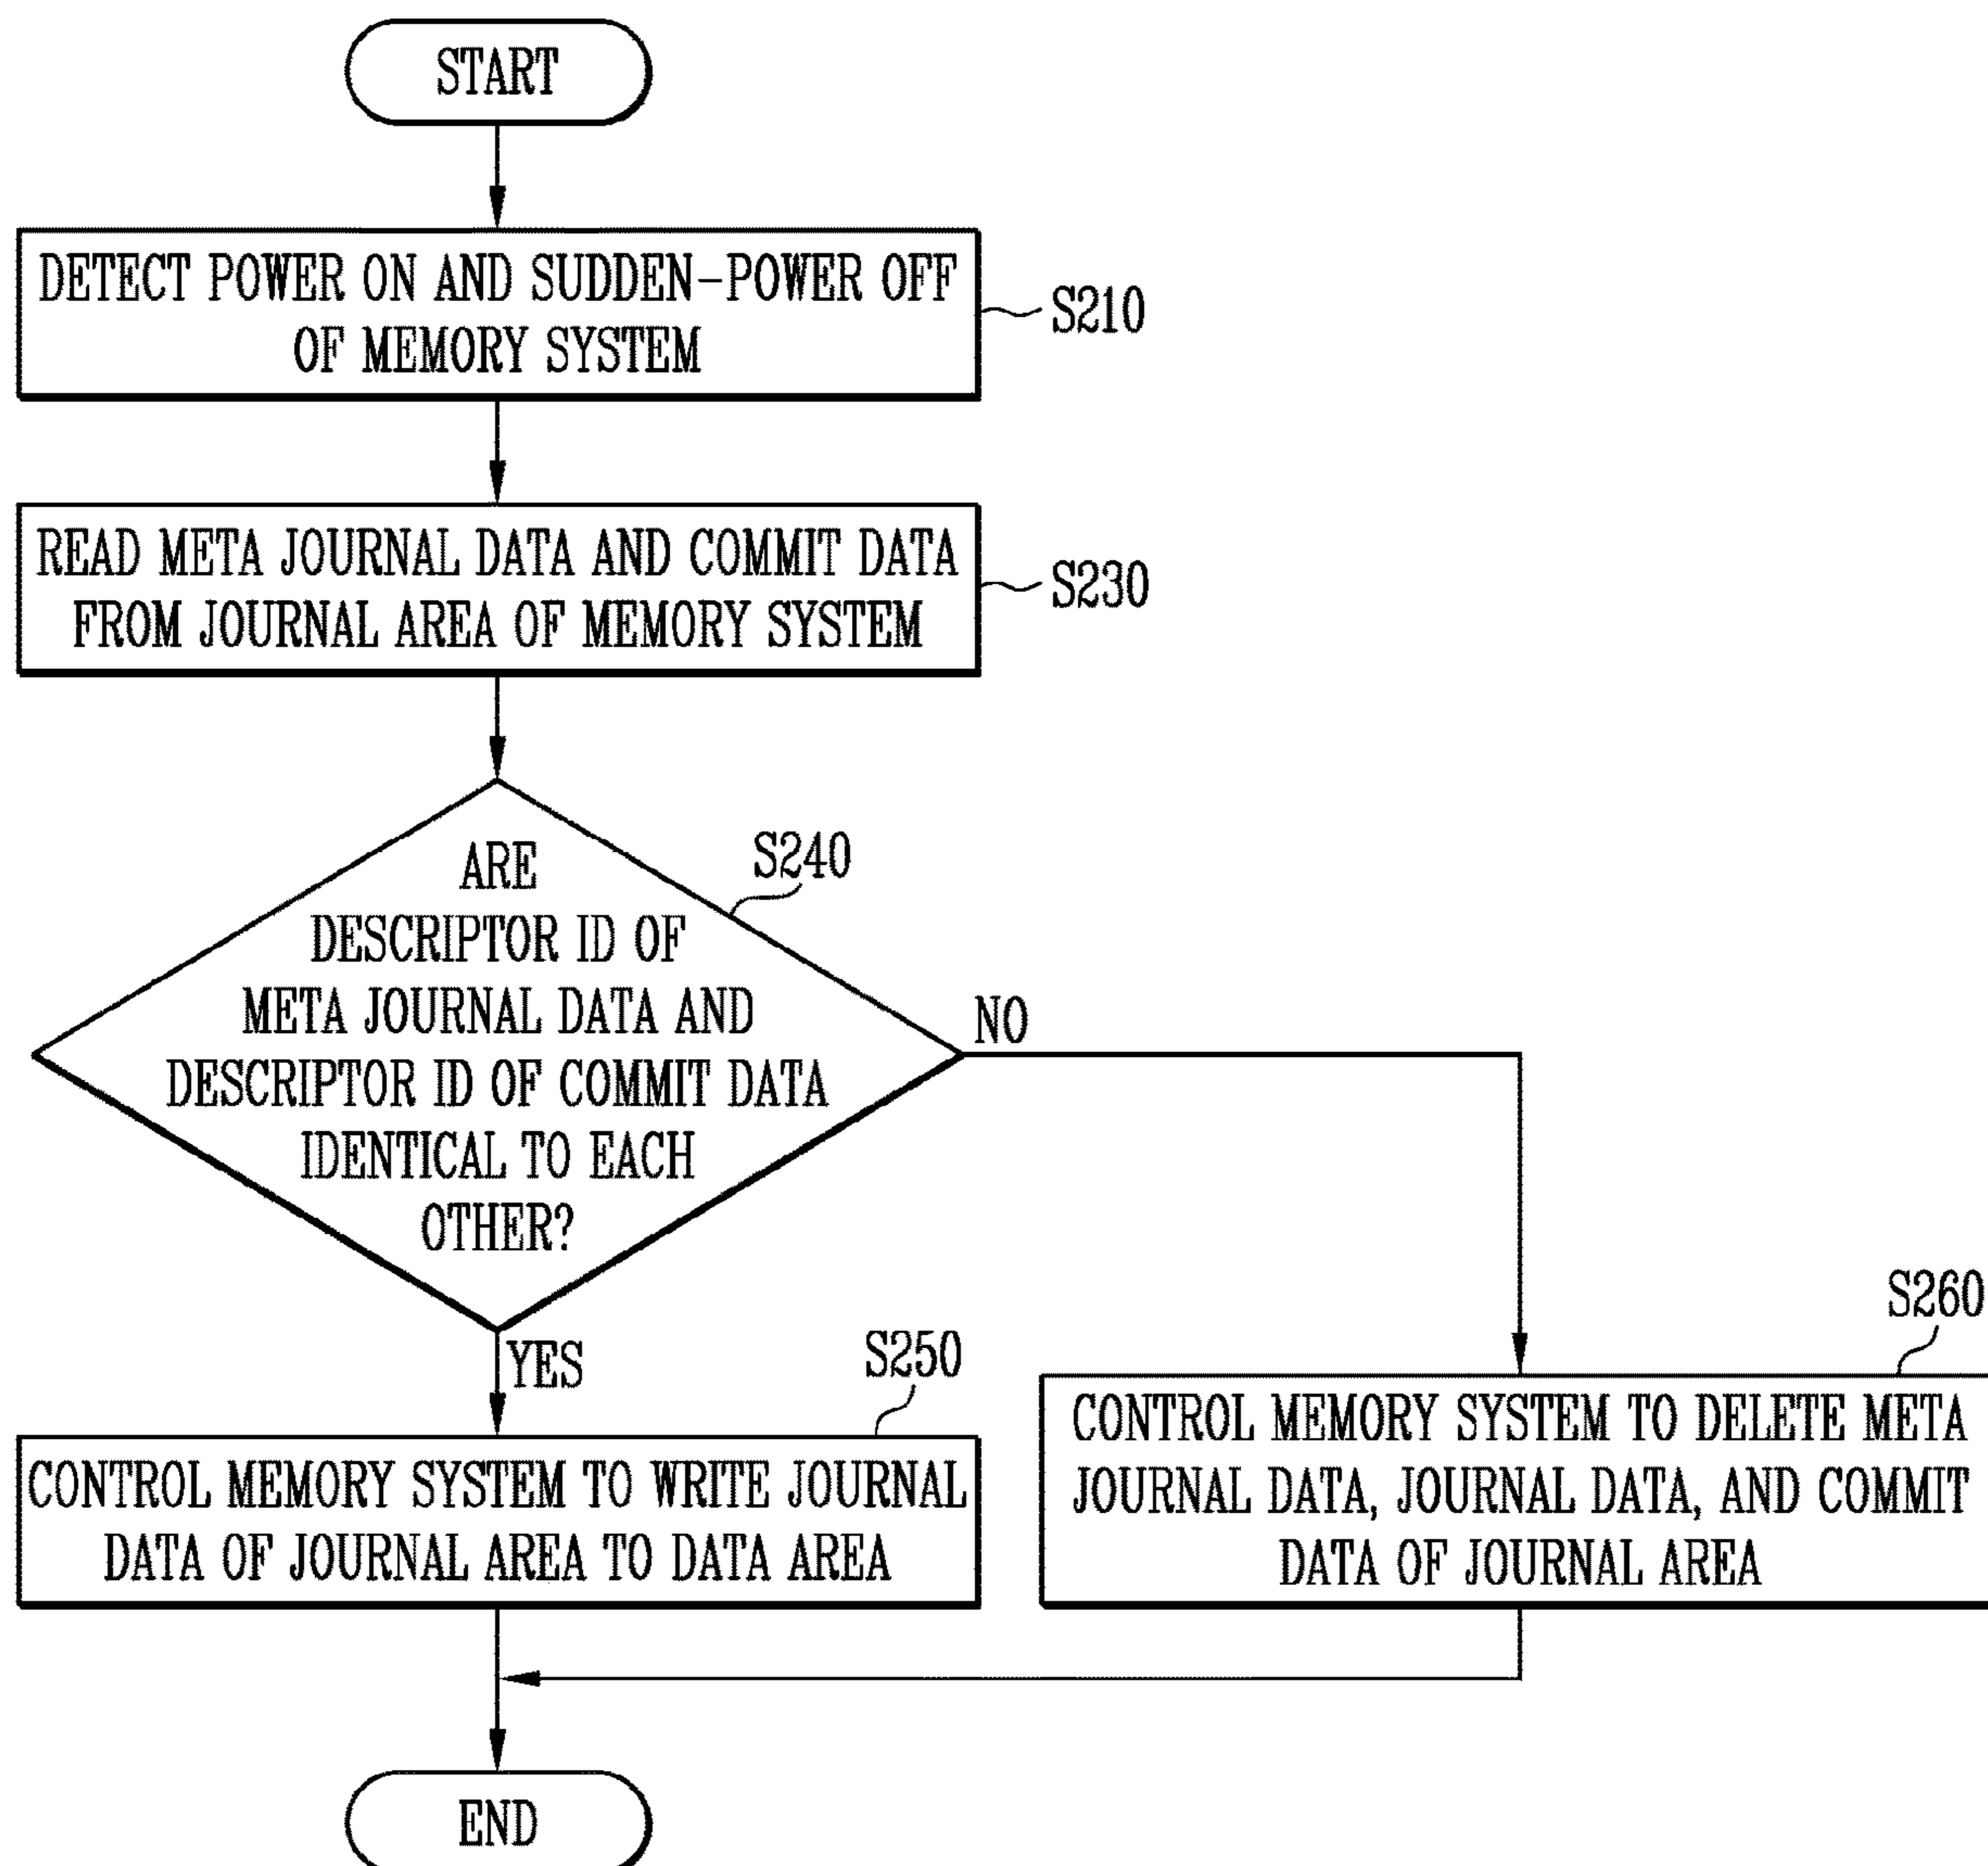 START
DETECT POWER ON AND SUDDEN-POWER OFF
OF MEMORY SYSTEM
S210
READ META JOURNAL DATA AND COMMIT DATA
FROM JOURNAL AREA OF MEMORY SYSTEM
S230
ARE
DESCRIPTOR ID OF
META JOURNAL DATA AND
DESCRIPTOR ID OF COMMIT DATA
IDENTICAL TO EACH
OTHER?
S240
NO
YES
S250
CONTROL MEMORY SYSTEM TO WRITE JOURNAL
DATA OF JOURNAL AREA TO DATA AREA
S260
CONTROL MEMORY SYSTEM TO DELETE META
JOURNAL DATA, JOURNAL DATA, AND COMMIT
DATA OF JOURNAL AREA
END